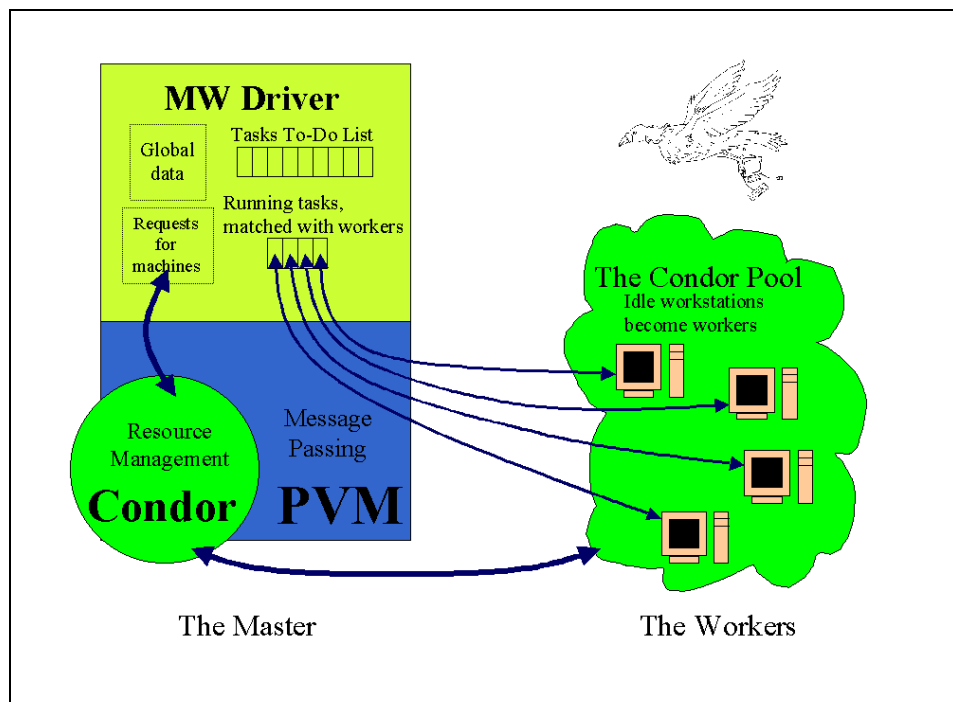 MW Driver
Tasks To-Do List
Global
data
Running tasks,
matched with workers
Requests
for
machines
The Condor Pool
Idle workstations
become workers
Resource
Management
Condor
Message
Passing
PVM
The Master
The Workers